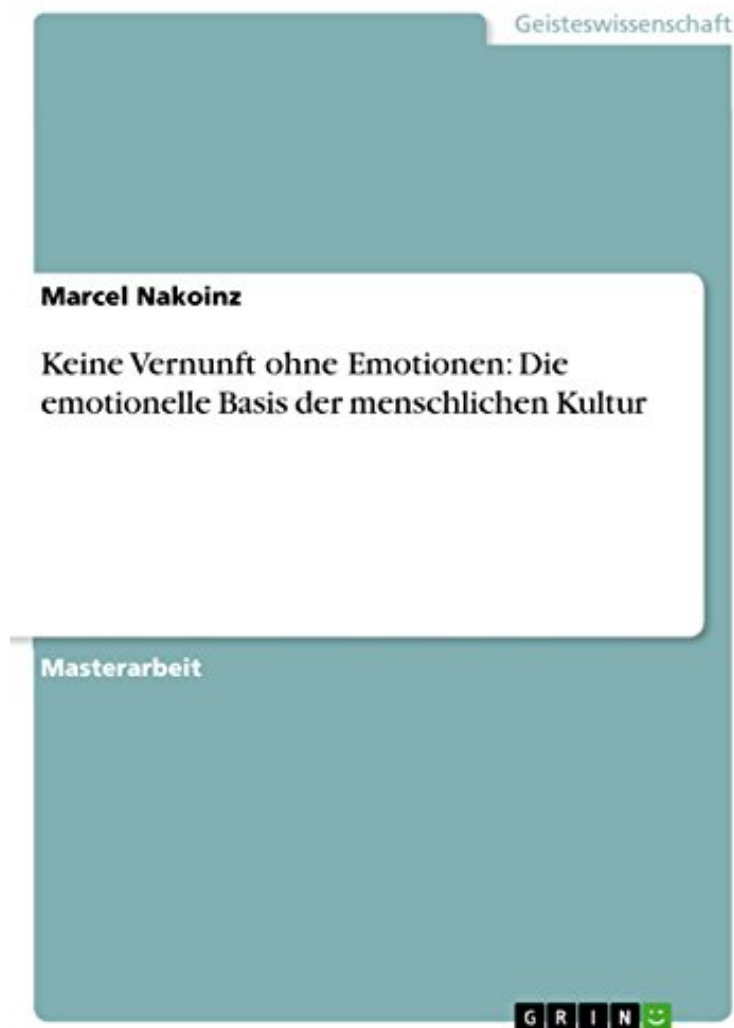 Geisteswissenschaft
Marcel Nakoinz
Keine Vernunft ohne Emotionen: Die
emotionelle Basis der menschlichen Kultur
Masterarbeit
GRIN